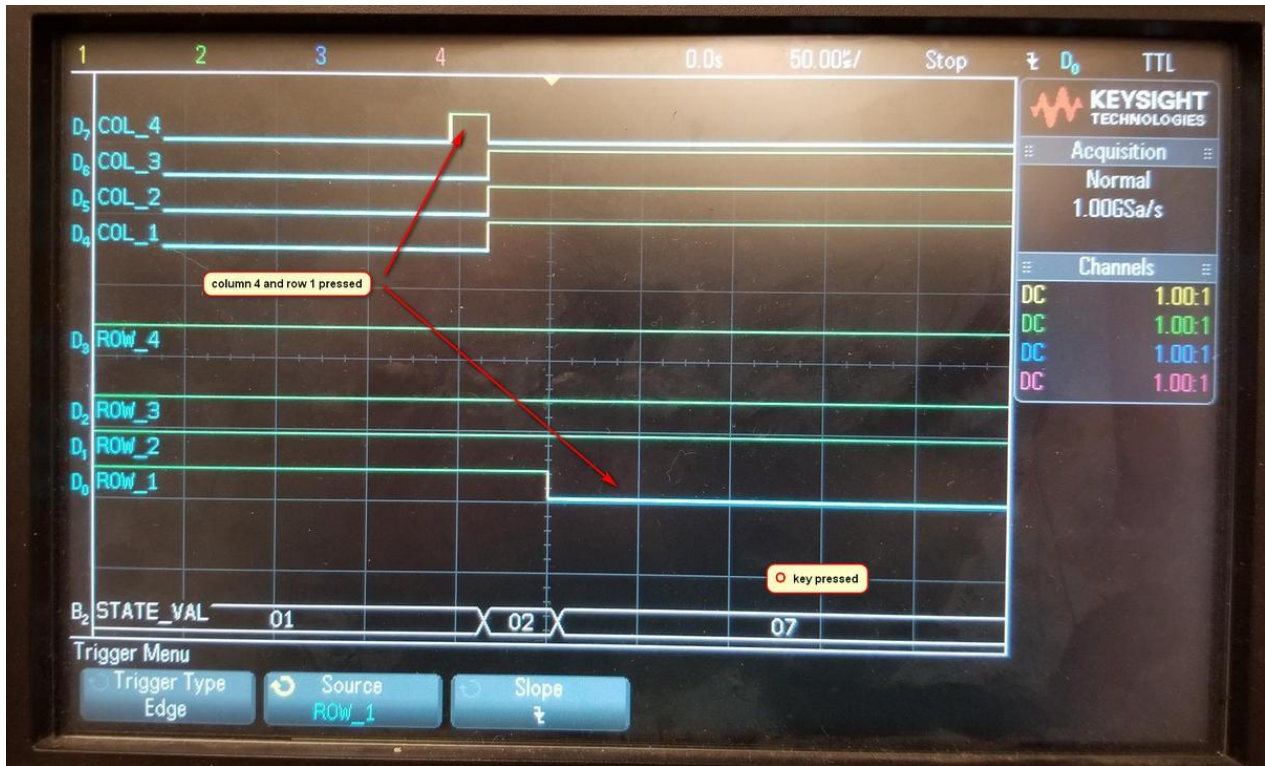 1 2 3 4 0.0s 50.00µs/ Stop D₀ TTL
KEYSIGHT
TECHNOLOGIES
Acquisition
Normal
1.00GSa/s
Channels
DC 1.00:1
DC 1.00:1
DC 1.00:1
DC 1.00:1
D₇ COL_4
D₆ COL_3
D₅ COL_2
D₄ COL_1
column 4 and row 1 pressed
D₃ ROW_4
D₂ ROW_3
D₁ ROW_2
D₀ ROW_1
O key pressed
B₂ STATE_VAL 01 02 07
Trigger Menu
Trigger Type
Edge
Source
ROW_1
Slope